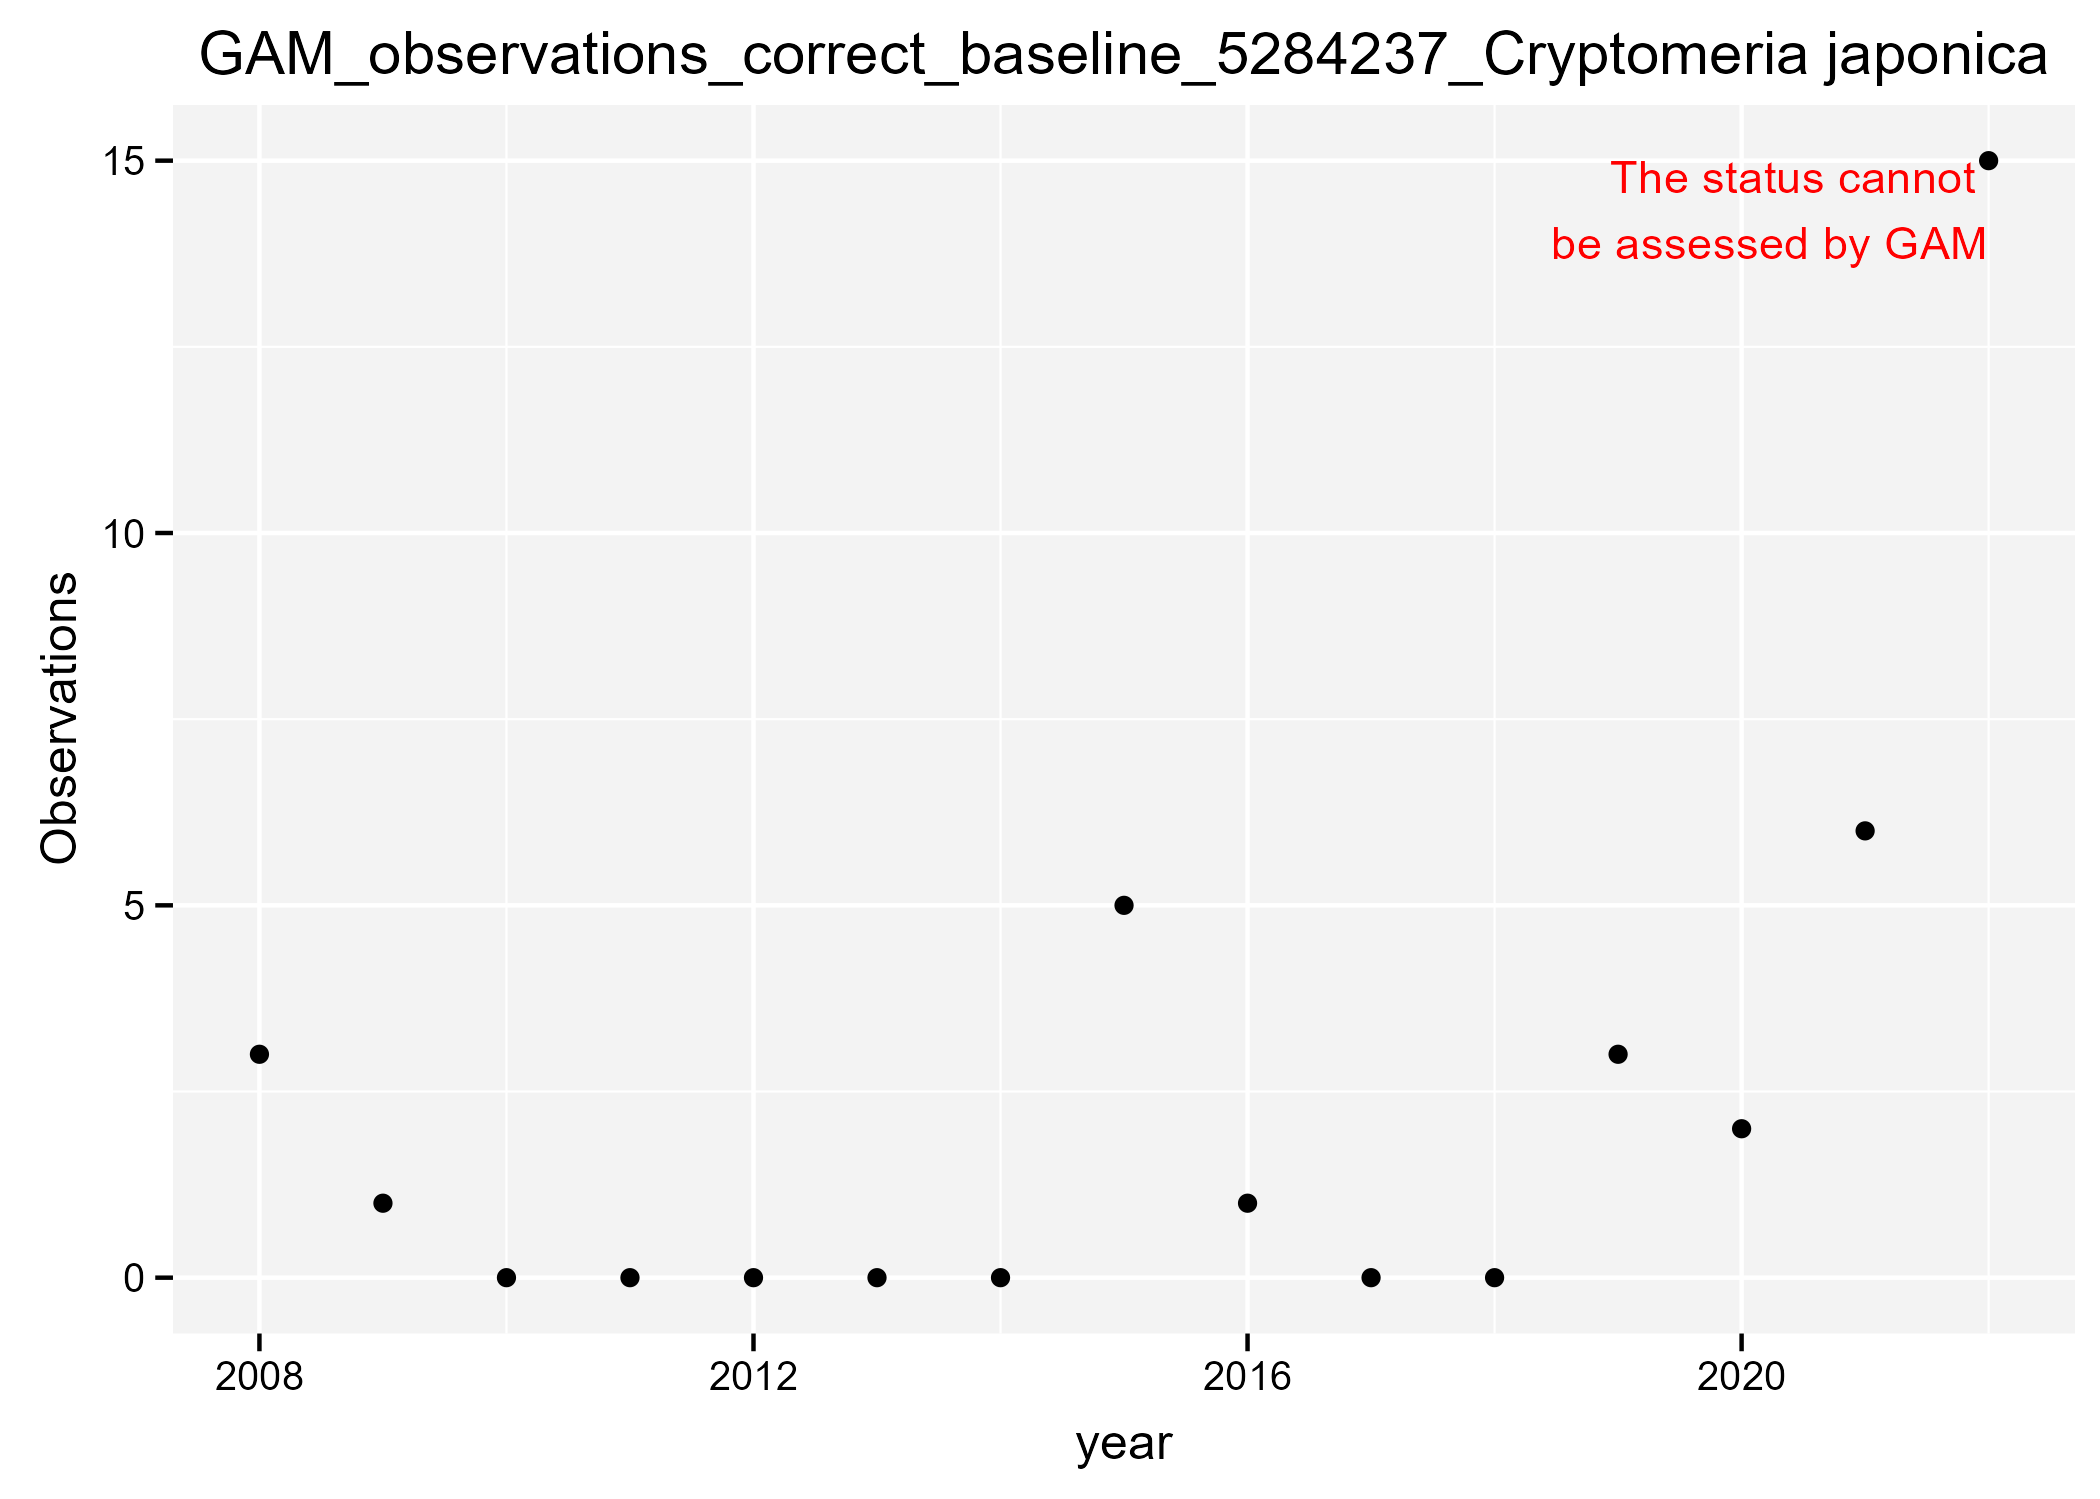 GAM_observations_correct_baseline_5284237_Cryptomeria japonica
15
The status cannot
be assessed by GAM
10
Observations
5
0
2008 2012 2016 2020
year